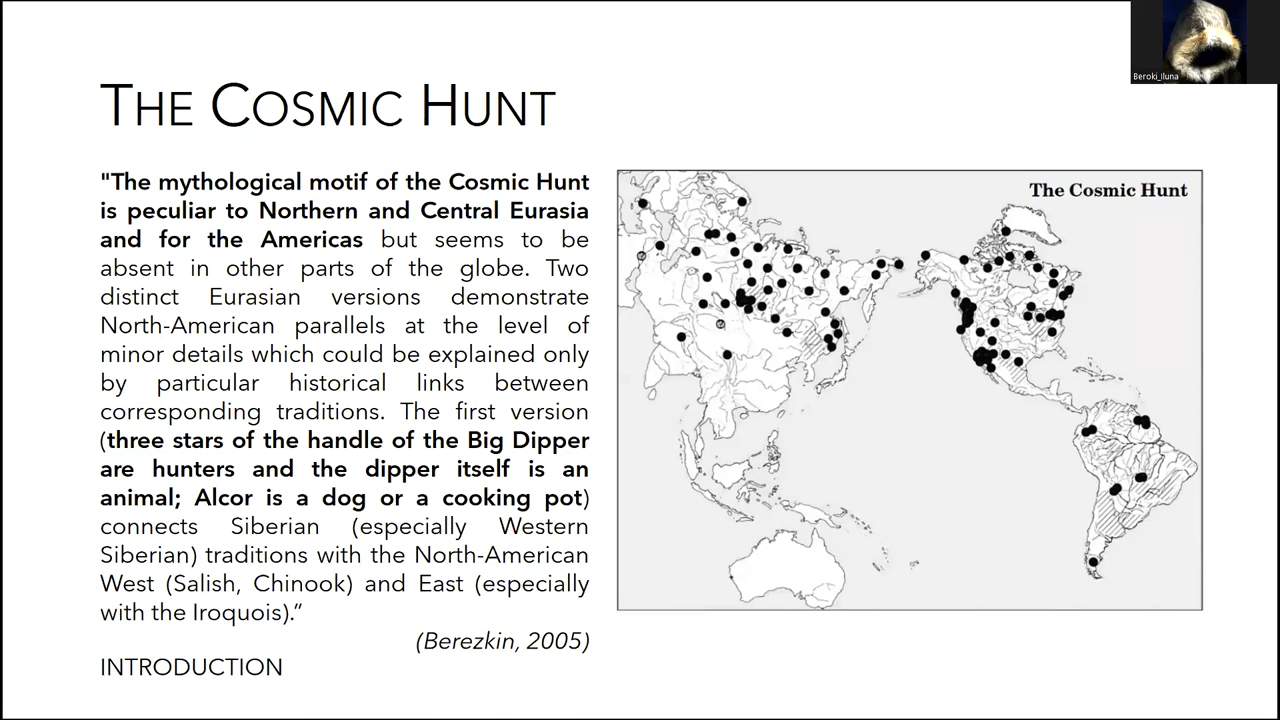 Beroki_Iluna
THE COSMIC HUNT
"The mythological motif of the Cosmic Hunt
is peculiar to Northern and Central Eurasia
and for the Americas but seems to be
absent in other parts of the globe. Two
distinct Eurasian versions demonstrate
North-American parallels at the level of
minor details which could be explained only
by particular historical links between
corresponding traditions. The first version
(three stars of the handle of the Big Dipper
are hunters and the dipper itself is an
animal; Alcor is a dog or a cooking pot)
connects Siberian (especially Western
Siberian) traditions with the North-American
West (Salish, Chinook) and East (especially
with the Iroquois).”
(Berezkin, 2005)
INTRODUCTION
The Cosmic Hunt